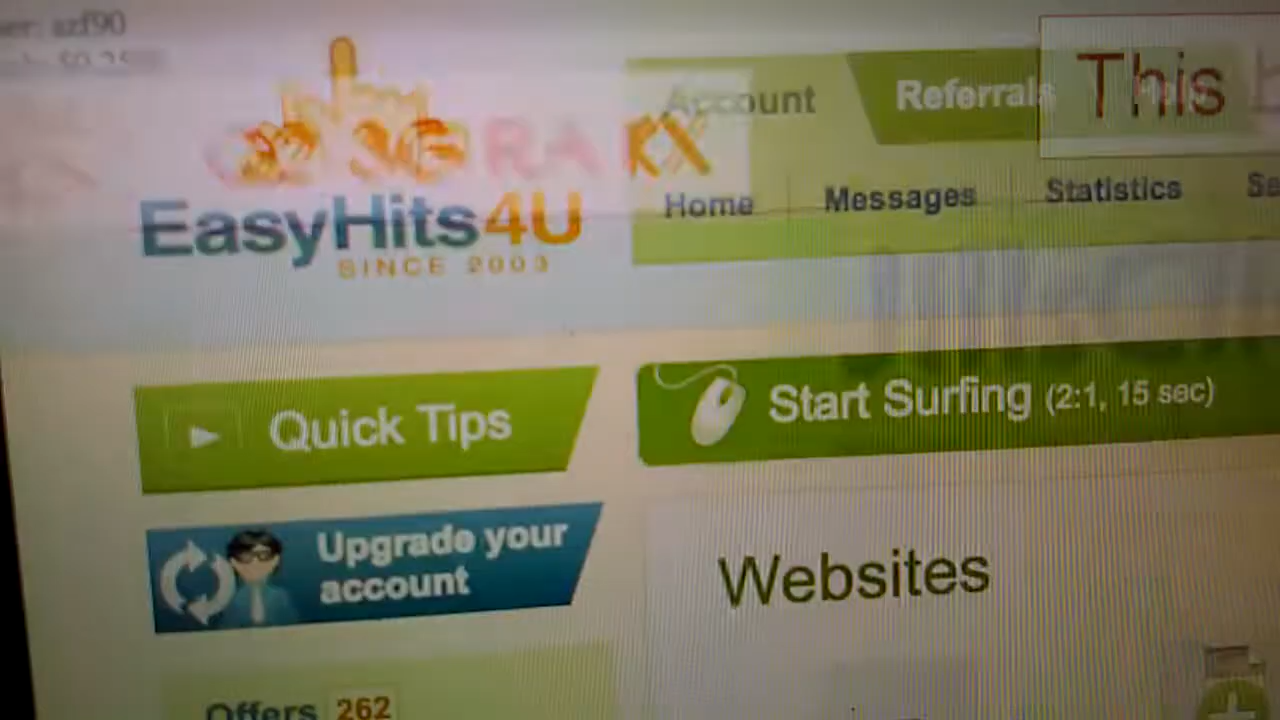 azf90
Account
Referrals
This
Home
Messages
Statistics
EasyHits4U
SINCE 2003
Quick Tips
Start Surfing (2:1, 15 sec)
Upgrade your
account
Websites
Offers 262